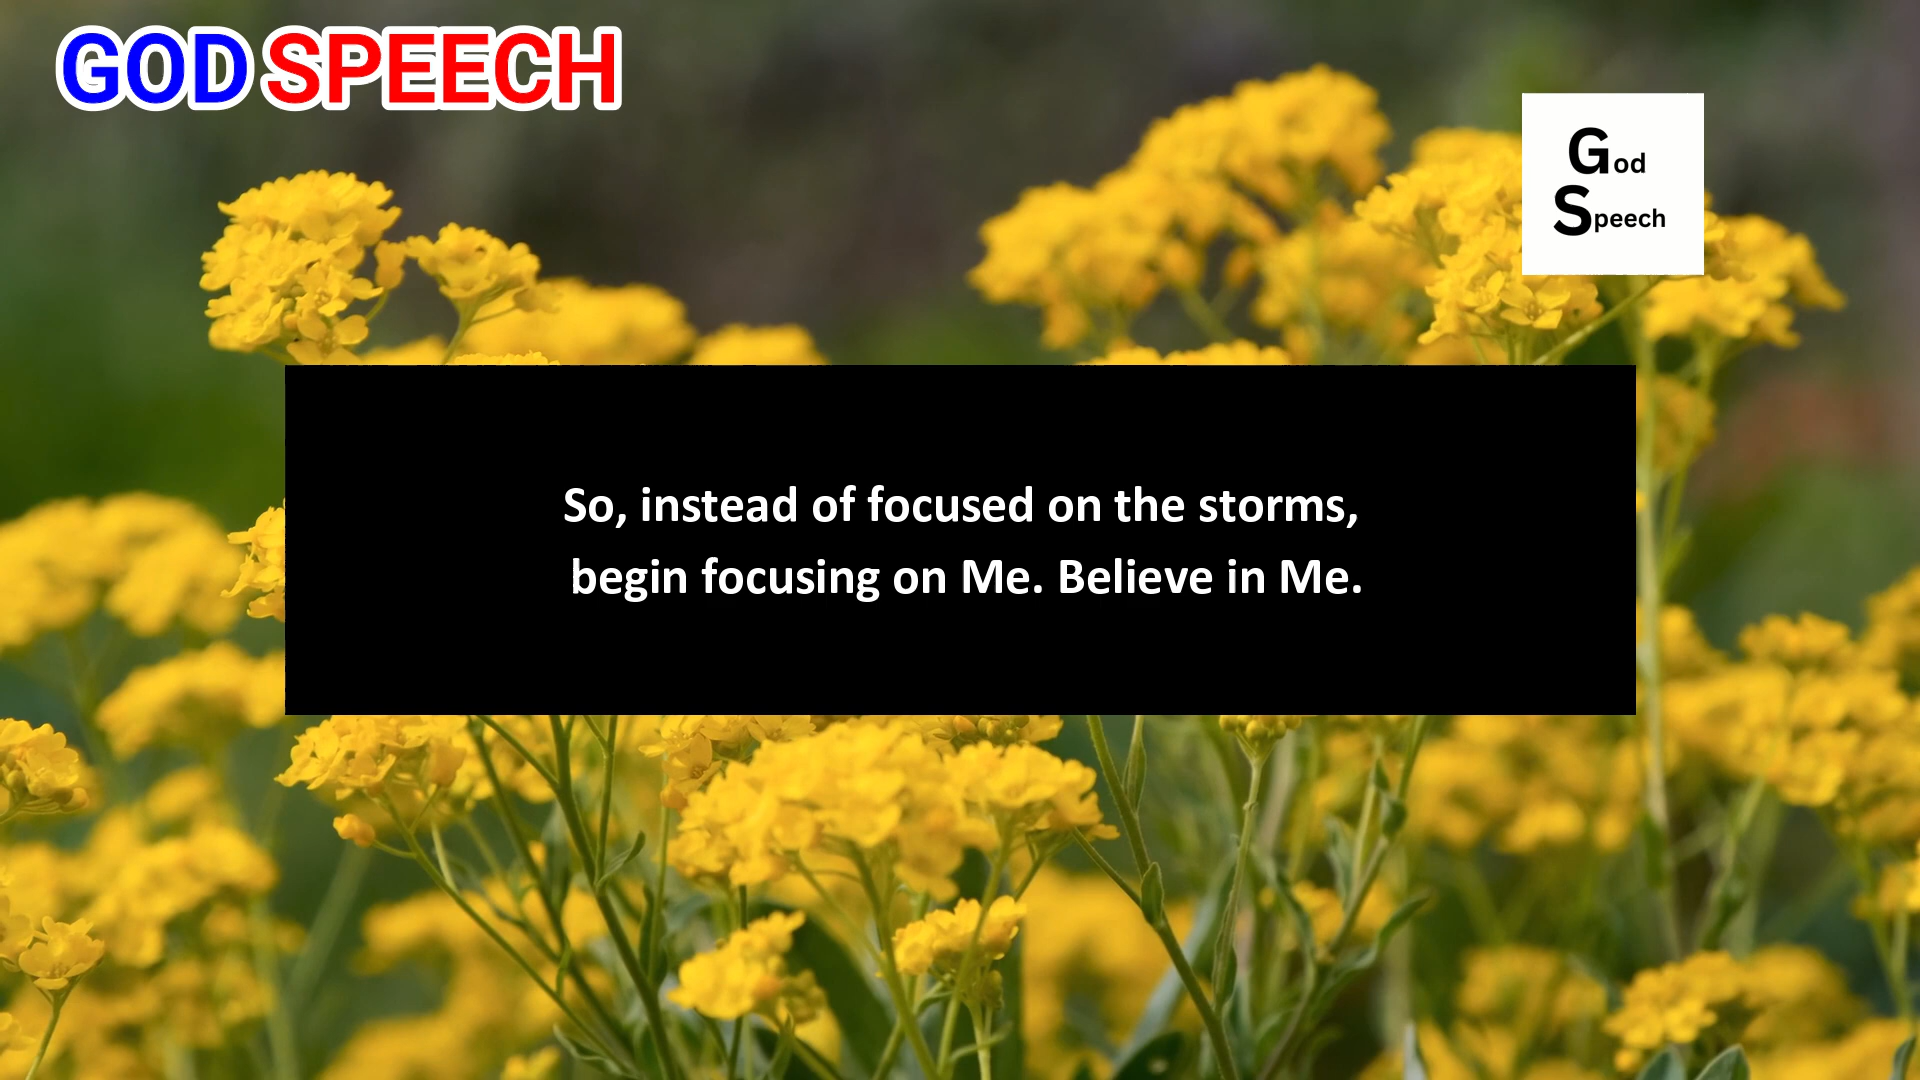 GOD SPEECH
God
Speech
So, instead of focused on the storms,
begin focusing on Me. Believe in Me.